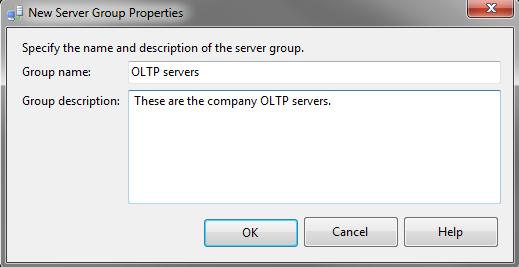 New Server Group Properties
Specify the name and description of the server group.
Group name: OLTP servers
Group description: These are the company OLTP servers.
OK Cancel Help